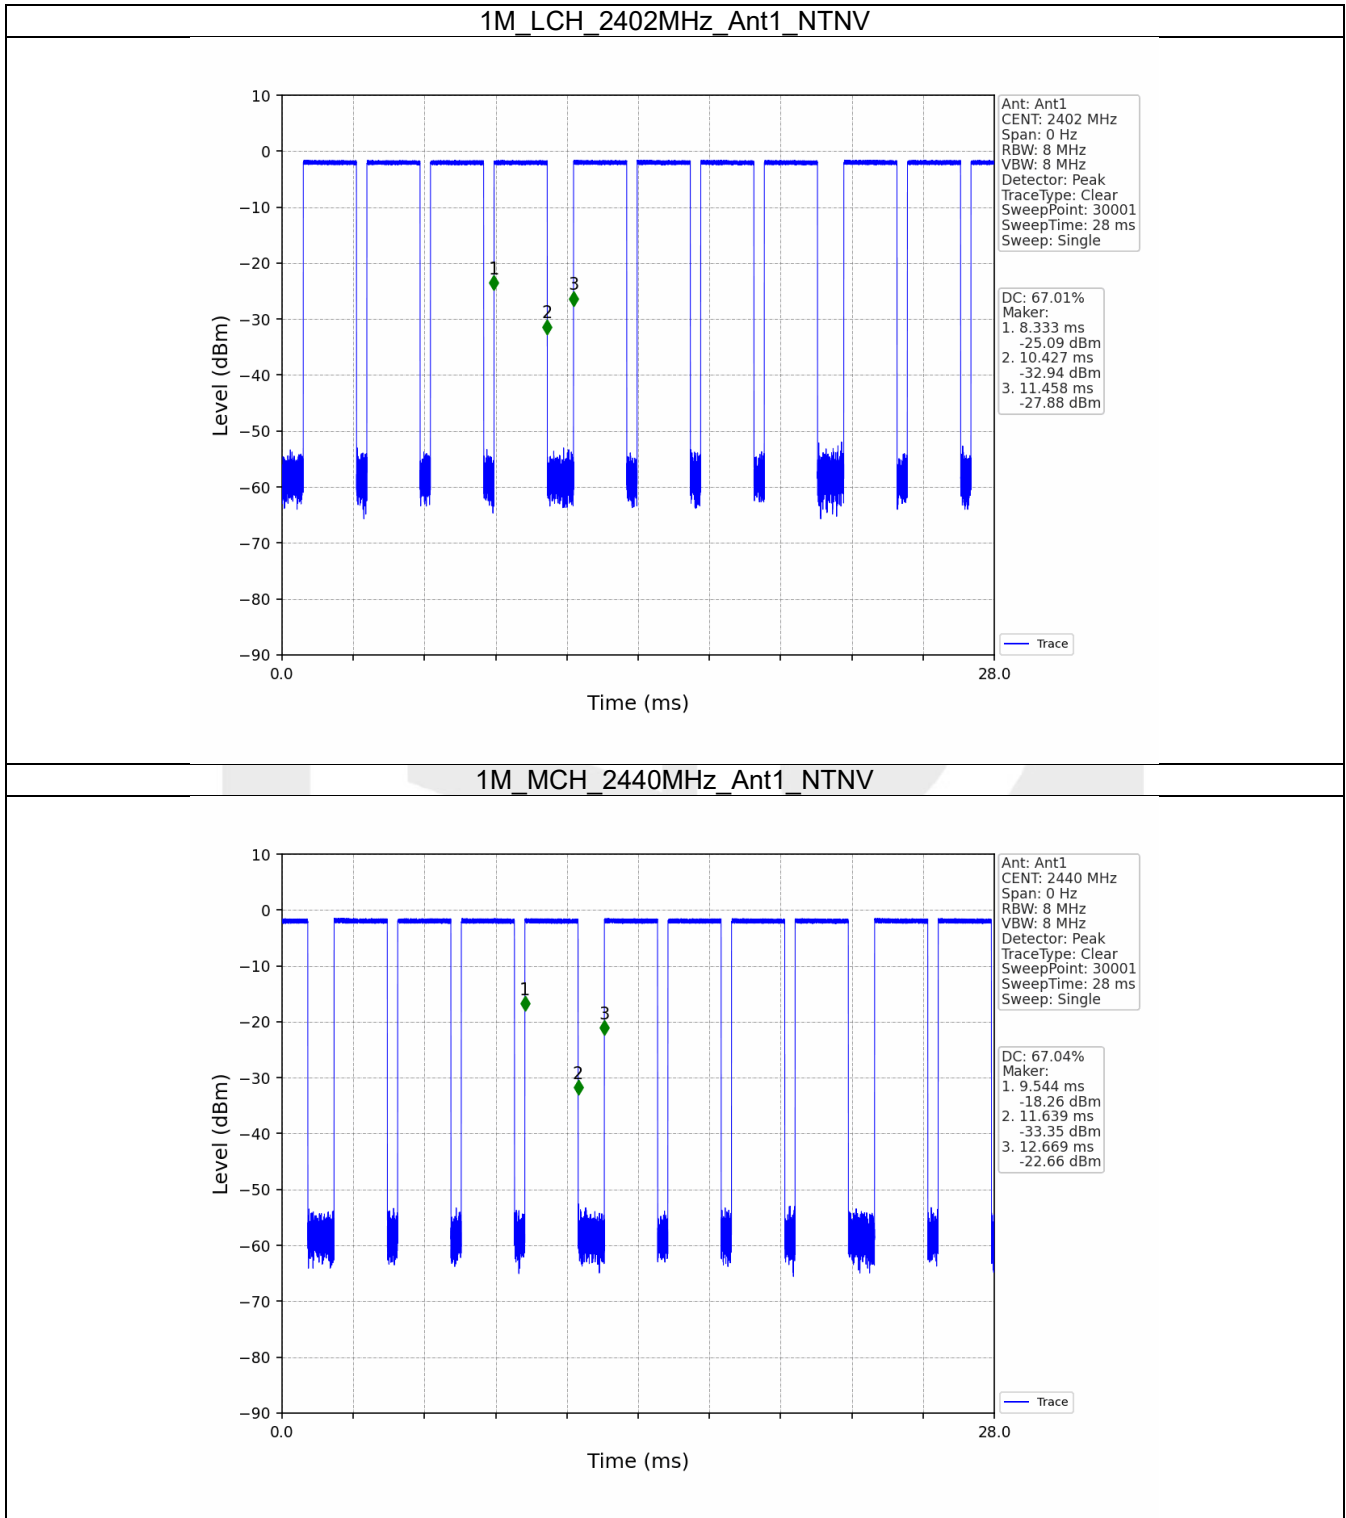 1M_LCH_2402MHz_Ant1_NTNV
10
0
−10
−20
−30
−40
−50
−60
−70
−80
−90
Level (dBm)
1
2
3
0.0
28.0
Time (ms)
Ant: Ant1
CENT: 2402 MHz
Span: 0 Hz
RBW: 8 MHz
VBW: 8 MHz
Detector: Peak
TraceType: Clear
SweepPoint: 30001
SweepTime: 28 ms
Sweep: Single
DC: 67.01%
Maker:
1. 8.333 ms
-25.09 dBm
2. 10.427 ms
-32.94 dBm
3. 11.458 ms
-27.88 dBm
Trace
1M_MCH_2440MHz_Ant1_NTNV
10
0
−10
−20
−30
−40
−50
−60
−70
−80
−90
Level (dBm)
1
2
3
0.0
28.0
Time (ms)
Ant: Ant1
CENT: 2440 MHz
Span: 0 Hz
RBW: 8 MHz
VBW: 8 MHz
Detector: Peak
TraceType: Clear
SweepPoint: 30001
SweepTime: 28 ms
Sweep: Single
DC: 67.04%
Maker:
1. 9.544 ms
-18.26 dBm
2. 11.639 ms
-33.35 dBm
3. 12.669 ms
-22.66 dBm
Trace